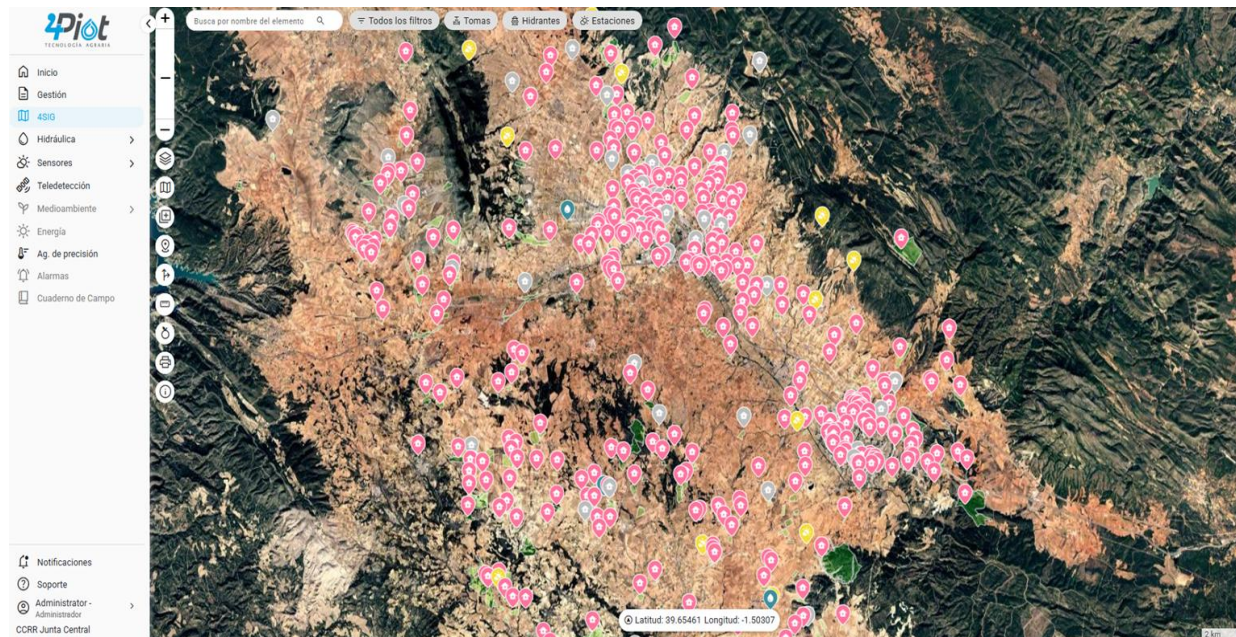 4Piot
TECNOLOGÍA AGRARIA
Inicio
Gestión
4SIG
Hidráulica
Sensores
Teledetección
Medioambiente
Energía
Ag. de precisión
Alarmas
Cuaderno de Campo
Notificaciones
Soporte
Administrator -
Administrador
CCRR Junta Central
Busca por nombre del elemento
Todos los filtros
Tomas
Hidrantes
Estaciones
Latitud: 39.65461 Longitud: -1.50307
2 km